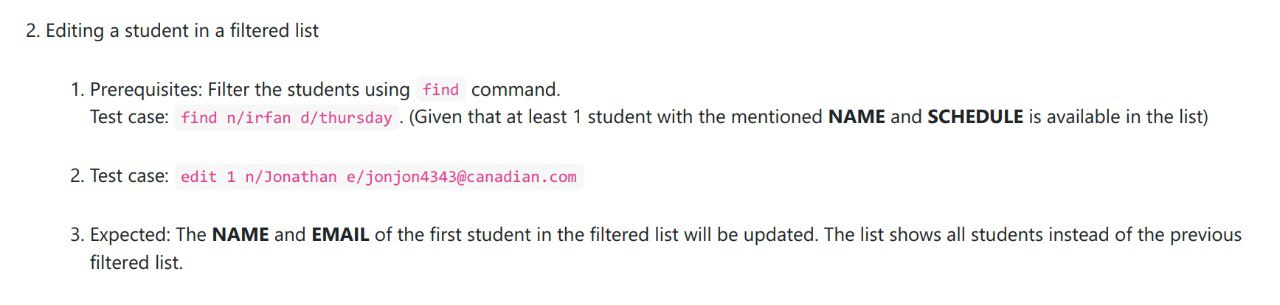 2. Editing a student in a filtered list
1. Prerequisites: Filter the students using find command.
Test case: find n/irfan d/thursday . (Given that at least 1 student with the mentioned NAME and SCHEDULE is available in the list)
2. Test case: edit 1 n/Jonathan e/jonjon4343@canadian.com
3. Expected: The NAME and EMAIL of the first student in the filtered list will be updated. The list shows all students instead of the previous
filtered list.